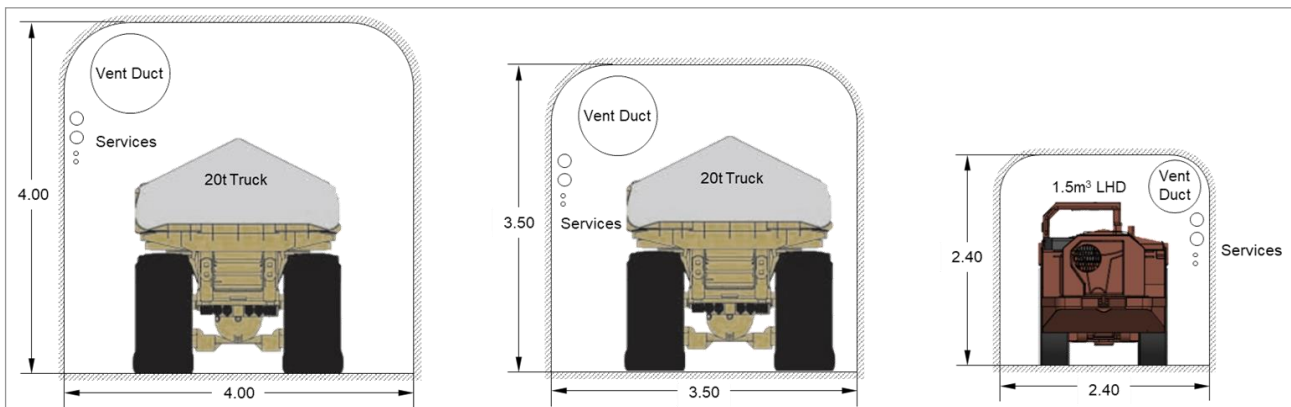 Vent Duct
Services
20t Truck
4.00
4.00
Vent Duct
20t Truck
Services
3.50
3.50
1.5m³ LHD
Vent
Duct
Services
2.40
2.40